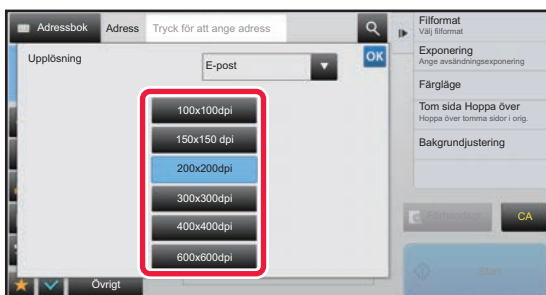 Adressbok
Adress
Tryck för att ange adress
Upplösning
E-post
OK
100x100dpi
150x150 dpi
200x200dpi
300x300dpi
400x400dpi
600x600dpi
Övrigt
Filformat
Välj filformat
Exponering
Ange avsändningsexponering
Färgläge
Tom sida Hoppa över
Hoppa över tomma sidor i orig.
Bakgrundjustering
CA
Start